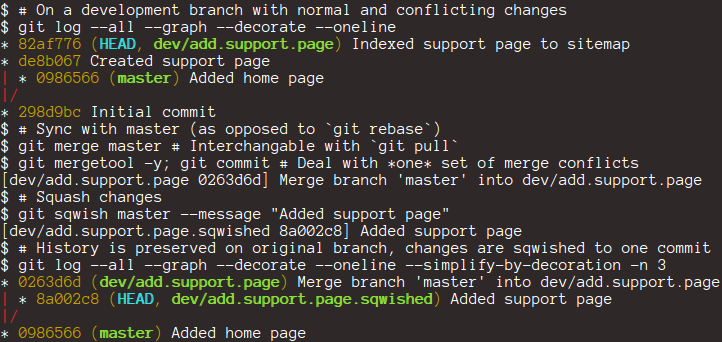 $ # On a development branch with normal and conflicting changes
$ git log --all --graph --decorate --oneline
* 82af776 (HEAD, dev/add.support.page) Indexed support page to sitemap
* de8b067 Created support page
| * 0986566 (master) Added home page
|/
* 298d9bc Initial commit
$ # Sync with master (as opposed to `git rebase`)
$ git merge master # Interchangable with `git pull`
$ git mergetool -y; git commit # Deal with *one* set of merge conflicts
[dev/add.support.page 0263d6d] Merge branch 'master' into dev/add.support.page
$ # Squash changes
$ git sqwish master --message "Added support page"
[dev/add.support.page.sqwished 8a002c8] Added support page
$ # History is preserved on original branch, changes are sqwished to one commit
$ git log --all --graph --decorate --oneline --simplify-by-decoration -n 3
* 0263d6d (dev/add.support.page) Merge branch 'master' into dev/add.support.page
| * 8a002c8 (HEAD, dev/add.support.page.sqwished) Added support page
|/
* 0986566 (master) Added home page